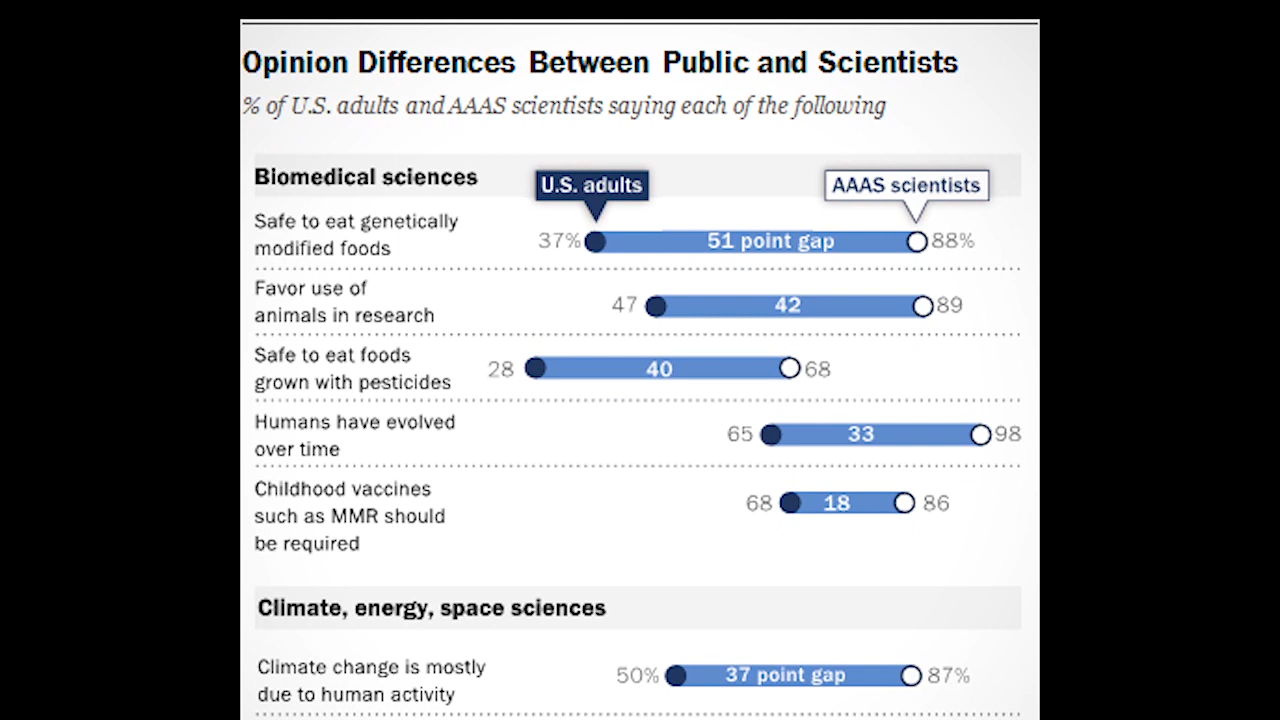 Opinion Differences Between Public and Scientists
% of U.S. adults and AAAS scientists saying each of the following
Biomedical sciences
U.S. adults
AAAS scientists
Safe to eat genetically
modified foods
37% 51 point gap 88%
Favor use of
animals in research
47 42 89
Safe to eat foods
grown with pesticides
28 40 68
Humans have evolved
over time
65 33 98
Childhood vaccines
such as MMR should
be required
68 18 86
Climate, energy, space sciences
Climate change is mostly
due to human activity
50% 37 point gap 87%